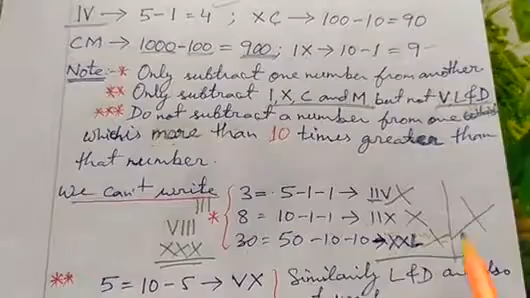 IV → 5-1=4 ; XC → 100-10=90
CM → 1000-100 = 900; IX → 10-1=9
Note:-* Only subtract one number from another
** Only subtract I, X, C and M, but not V, L & D
*** Do not subtract a number from one
which is more than 10 times greater than
that number.
We can't write
III
VIII
XXX
* 3 = 5-1-1 → IIV X
8 = 10-1-1 → IIX X
30 = 50-10-10 → XXL X
** 5 = 10-5 → VX
Similarly L & D